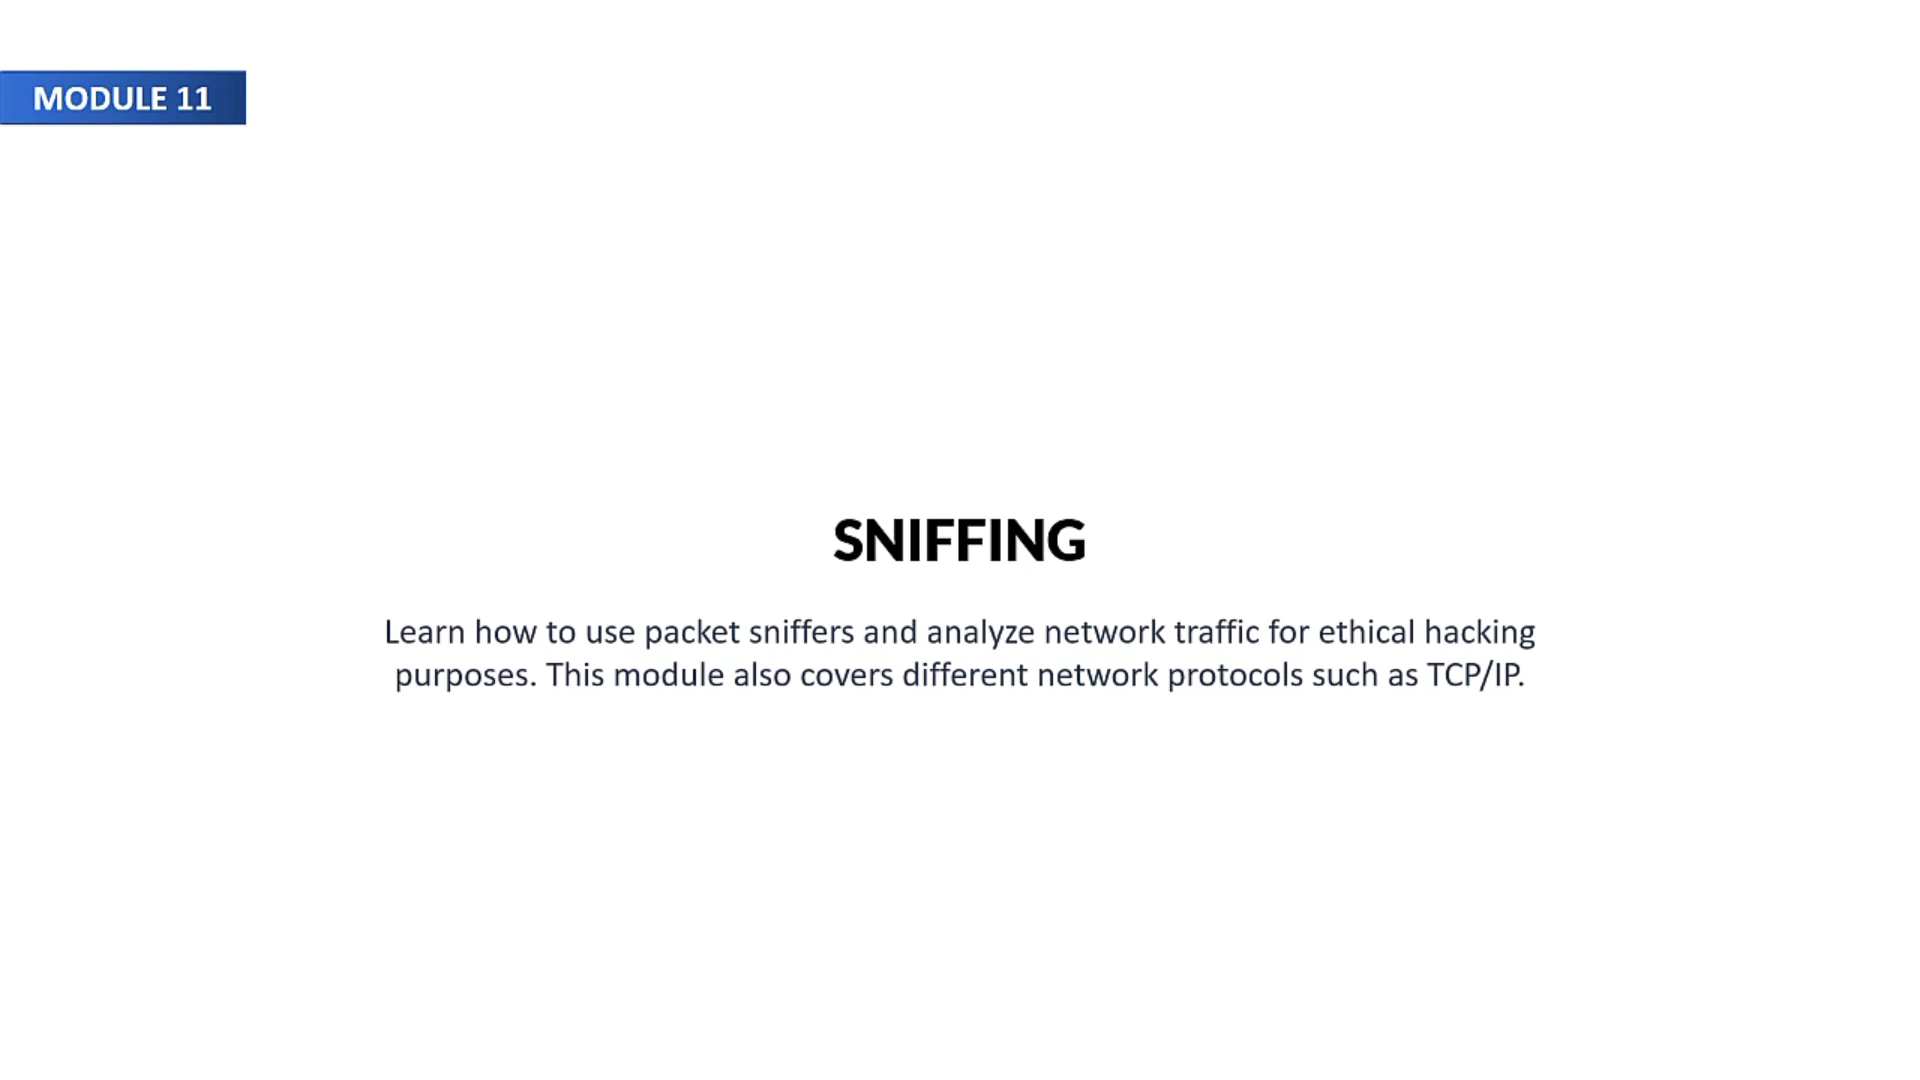 MODULE 11
SNIFFING
Learn how to use packet sniffers and analyze network traffic for ethical hacking
purposes. This module also covers different network protocols such as TCP/IP.